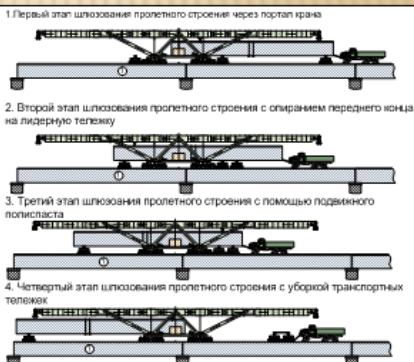 1.Первый этап шлюзования пролетного строения через портал крана
2. Второй этап шлюзования пролетного строения с опиранием переднего конца
на лидерную тележку
3. Третий этап шлюзоания пролетного строения с помощью подвижного
полиспаста
4. Четвертый этап шлюзования пролетного строения с уборкой транспортных
тележек